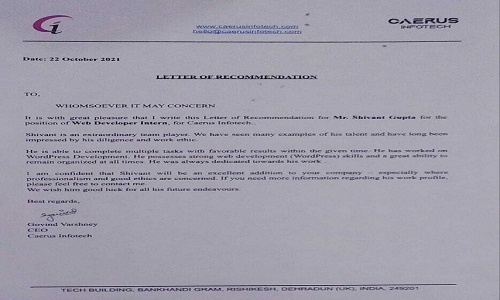 www.caerusinfotech.com
hello@caerusinfotech.com
CAERUS
INFOTECH
Date: 22 October 2021
LETTER OF RECOMMENDATION
TO,
WHOMSOEVER IT MAY CONCERN
It is with great pleasure that I write this Letter of Recommendation for Mr. Shivant Gupta for the
position of Web Developer Intern, for Caerus Infotech.
Shivant is an extraordinary team player. We have seen many examples of his talent and have long been
impressed by his diligence and work ethic.
He is able to complete multiple tasks with favorable results within the given time. He has worked on
WordPress Development. He possesses strong web development (WordPress) skills and a great ability to
remain organized at all times. He was always dedicated towards his work.
I am confident that Shivant will be an excellent addition to your company especially where
professionalism and good ethics are concerned. If you need more information regarding his work profile,
please feel free to contact me.
We wish him good luck for all his future endeavours.
Best regards,
Govind Varshney
CEO
Caerus Infotech
TECH BUILDING, BANKHANDI GRAM, RISHIKESH, DEHRADUN (UK), INDIA, 249201